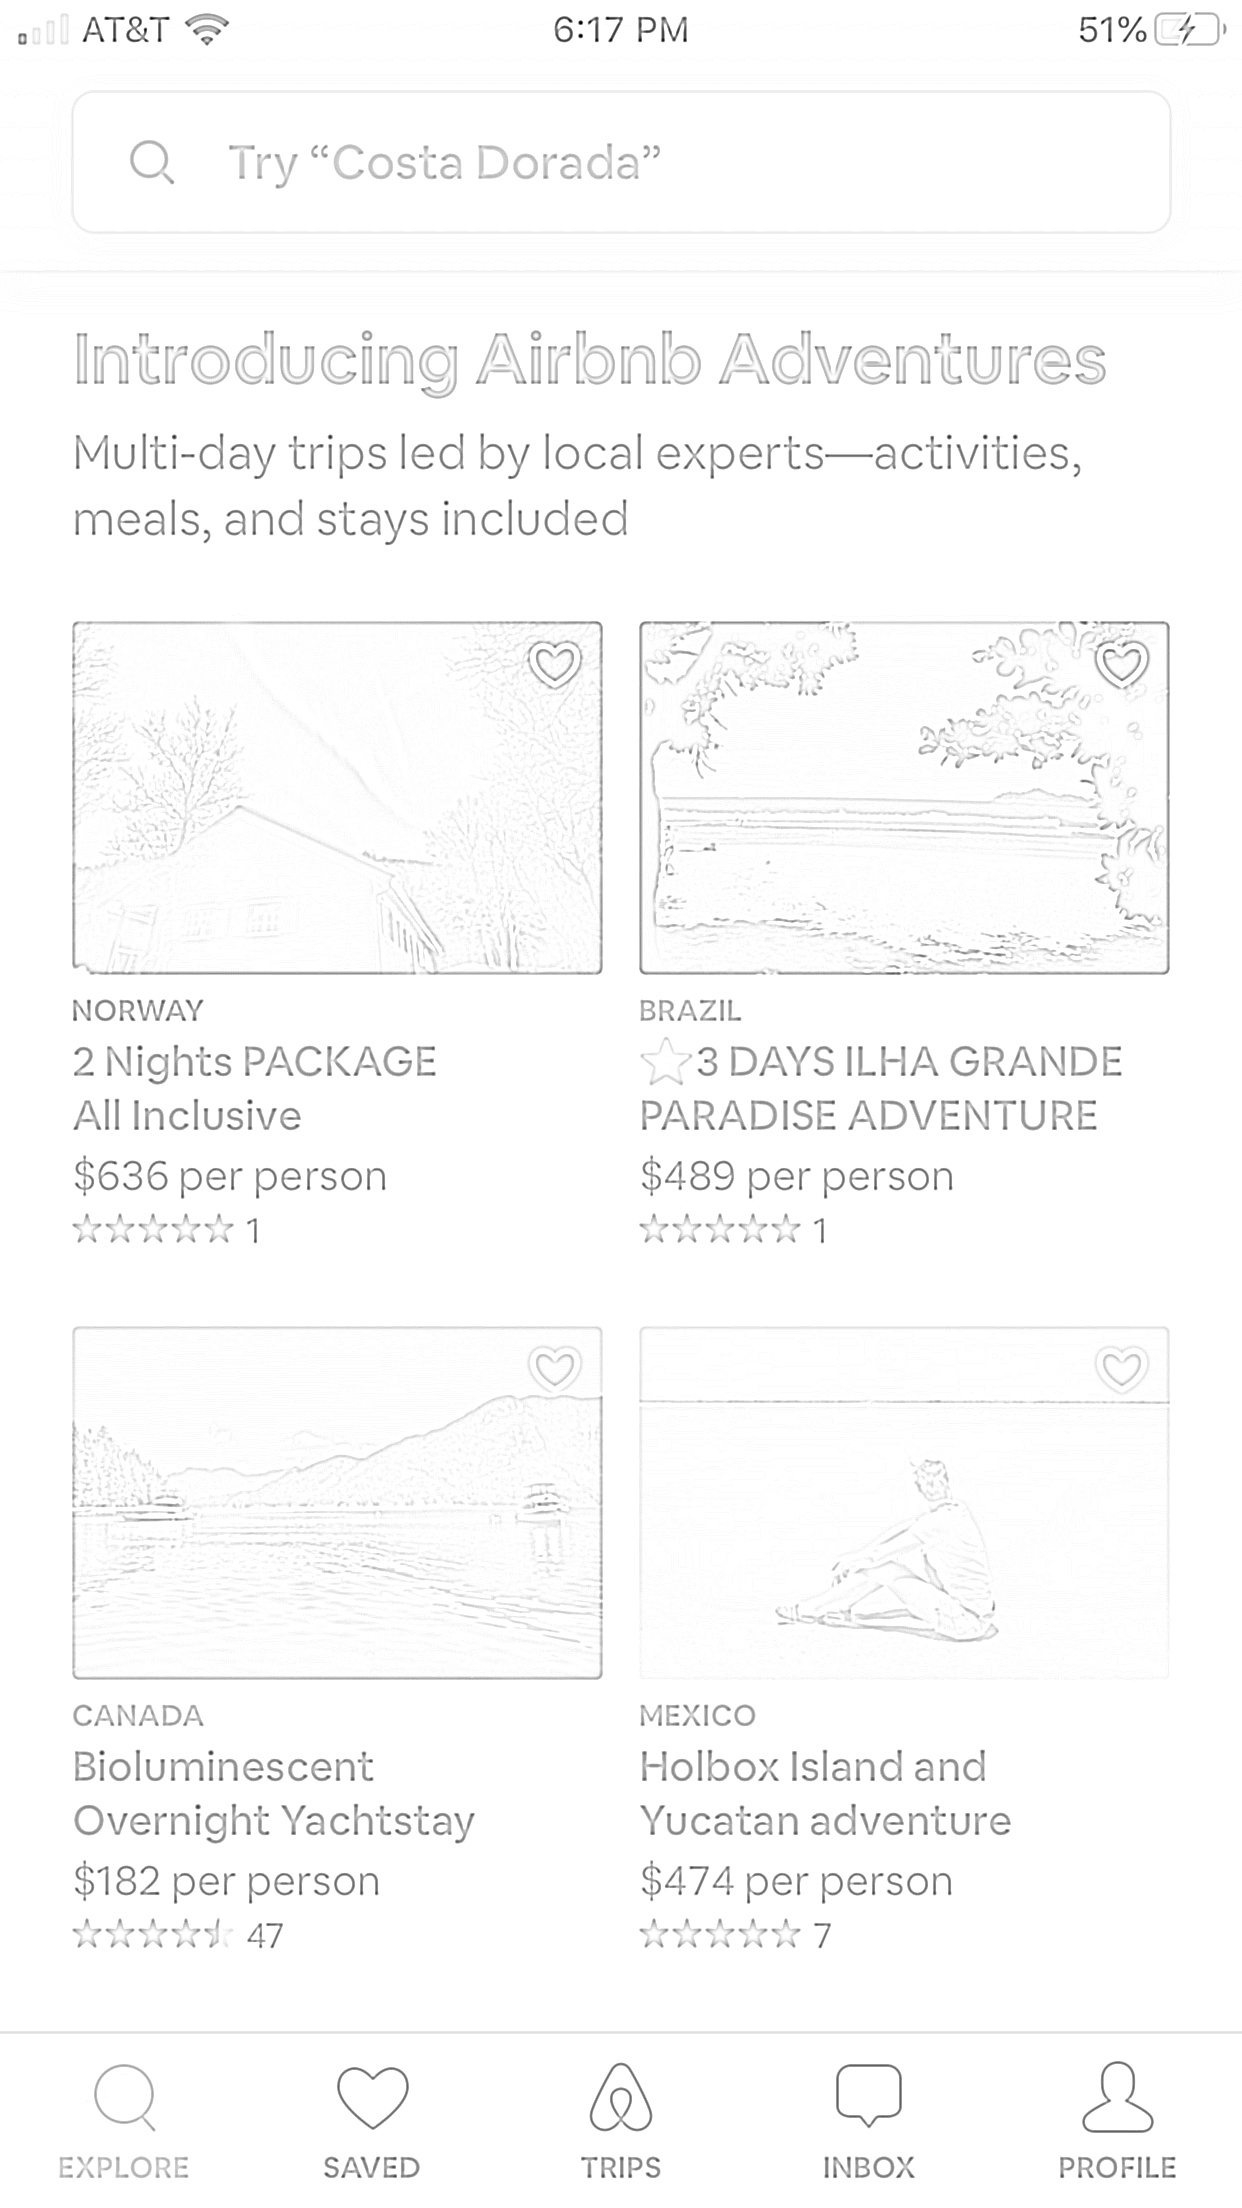 AT&T 6:17 PM 51%
Try “Costa Dorada”
Introducing Airbnb Adventures
Multi-day trips led by local experts—activities,
meals, and stays included
NORWAY
2 Nights PACKAGE
All Inclusive
$636 per person
1
BRAZIL
3 DAYS ILHA GRANDE
PARADISE ADVENTURE
$489 per person
1
CANADA
Bioluminescent
Overnight Yachtstay
$182 per person
47
MEXICO
Holbox Island and
Yucatan adventure
$474 per person
7
EXPLORE SAVED TRIPS INBOX PROFILE